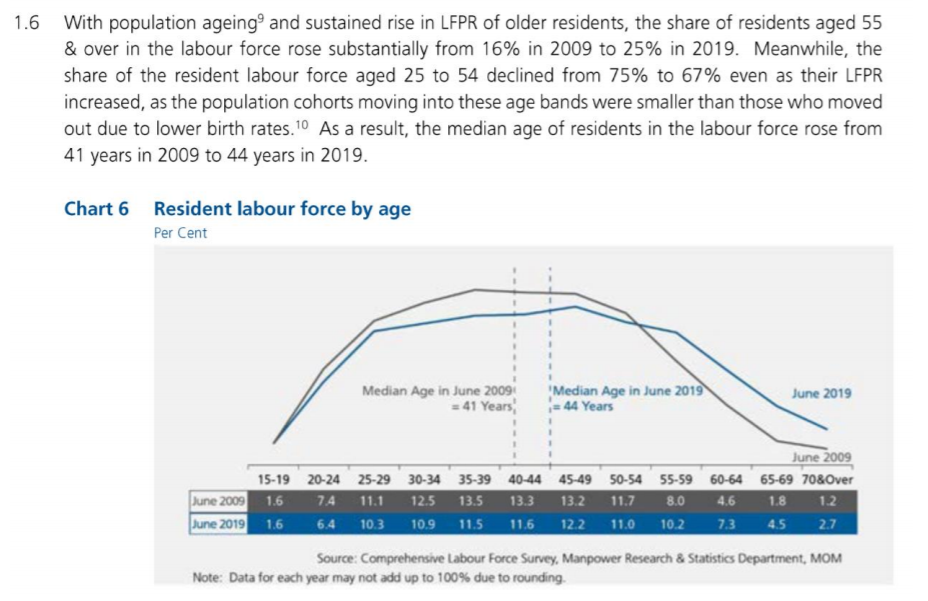 1.6 With population ageing⁹ and sustained rise in LFPR of older residents, the share of residents aged 55
& over in the labour force rose substantially from 16% in 2009 to 25% in 2019. Meanwhile, the
share of the resident labour force aged 25 to 54 declined from 75% to 67% even as their LFPR
increased, as the population cohorts moving into these age bands were smaller than those who moved
out due to lower birth rates.¹⁰ As a result, the median age of residents in the labour force rose from
41 years in 2009 to 44 years in 2019.
Chart 6 Resident labour force by age
Per Cent
Median Age in June 2009
= 41 Years
Median Age in June 2019
= 44 Years
June 2019
June 2009
15-19 20-24 25-29 30-34 35-39 40-44 45-49 50-54 55-59 60-64 65-69 70&Over
June 2009 1.6 7.4 11.1 12.5 13.5 13.3 13.2 11.7 8.0 4.6 1.8 1.2
June 2019 1.6 6.4 10.3 10.9 11.5 11.6 12.2 11.0 10.2 7.3 4.5 2.7
Source: Comprehensive Labour Force Survey, Manpower Research & Statistics Department, MOM
Note: Data for each year may not add up to 100% due to rounding.